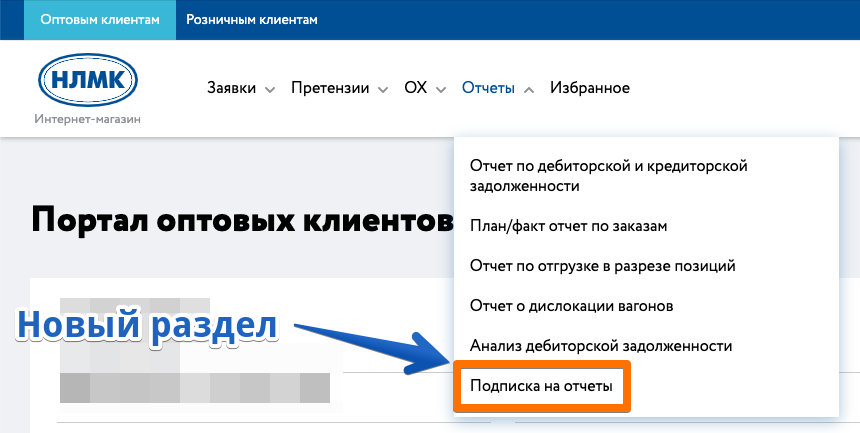 Оптовым клиентам Розничным клиентам
НЛМК
Интернет-магазин
Заявки Претензии ОХ Отчеты Избранное
Отчет по дебиторской и кредиторской
задолженности
Портал оптовых клиентов
План/факт отчет по заказам
Отчет по отгрузке в разрезе позиций
Отчет о дислокации вагонов
Анализ дебиторской задолженности
Подписка на отчеты
Новый раздел